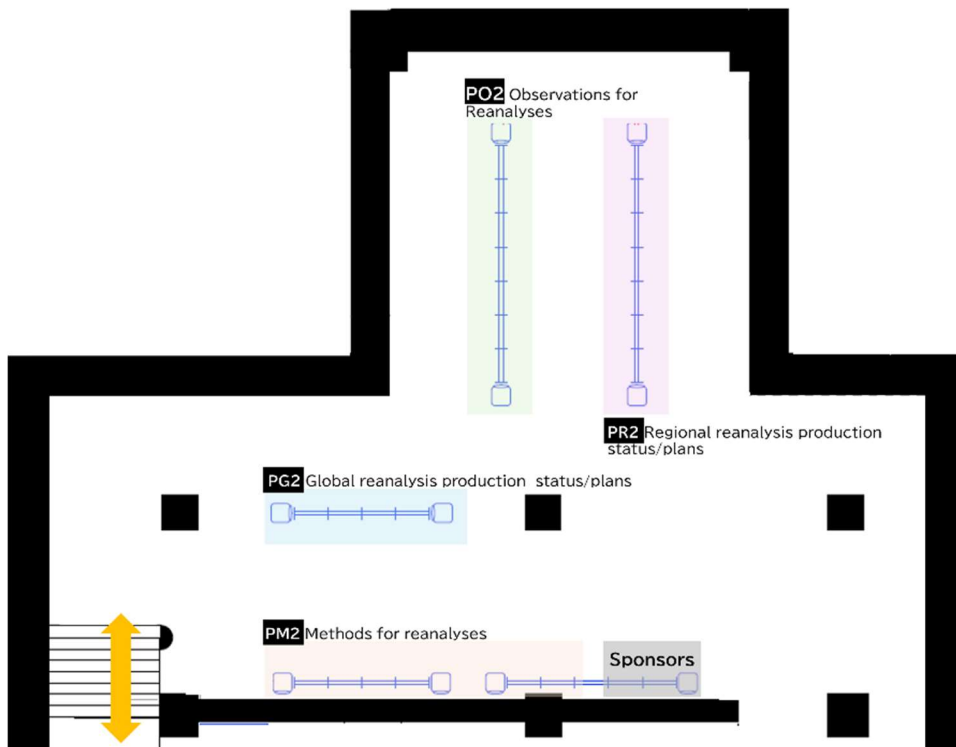 PO2 Observations for
Reanalyses
PR2 Regional reanalysis production
status/plans
PG2 Global reanalysis production status/plans
PM2 Methods for reanalyses
Sponsors